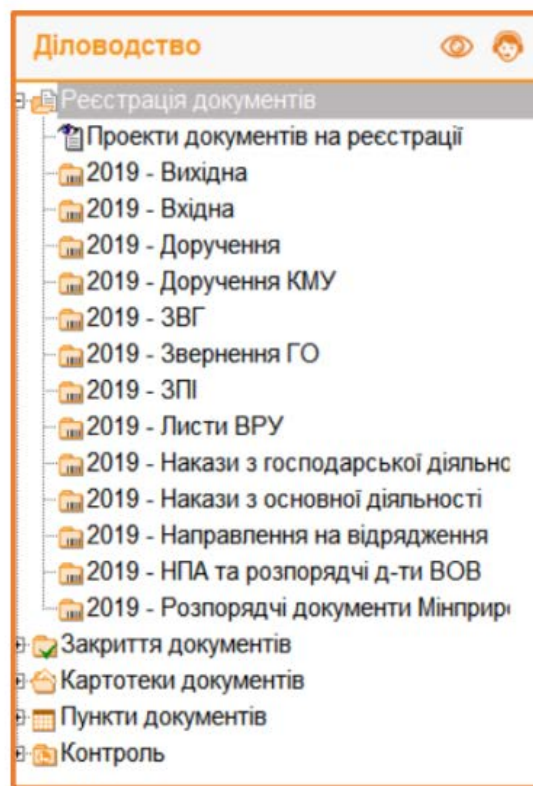 Діловодство
Реєстрація документів
Проекти документів на реєстрації
2019 - Вихідна
2019 - Вхідна
2019 - Доручення
2019 - Доручення КМУ
2019 - ЗВГ
2019 - Звернення ГО
2019 - ЗПІ
2019 - Листи ВРУ
2019 - Накази з господарської діяльно
2019 - Накази з основної діяльності
2019 - Направлення на відрядження
2019 - НПА та розпорядчі д-ти ВОВ
2019 - Розпорядчі документи Мінприро
Закриття документів
Картотеки документів
Пункти документів
Контроль